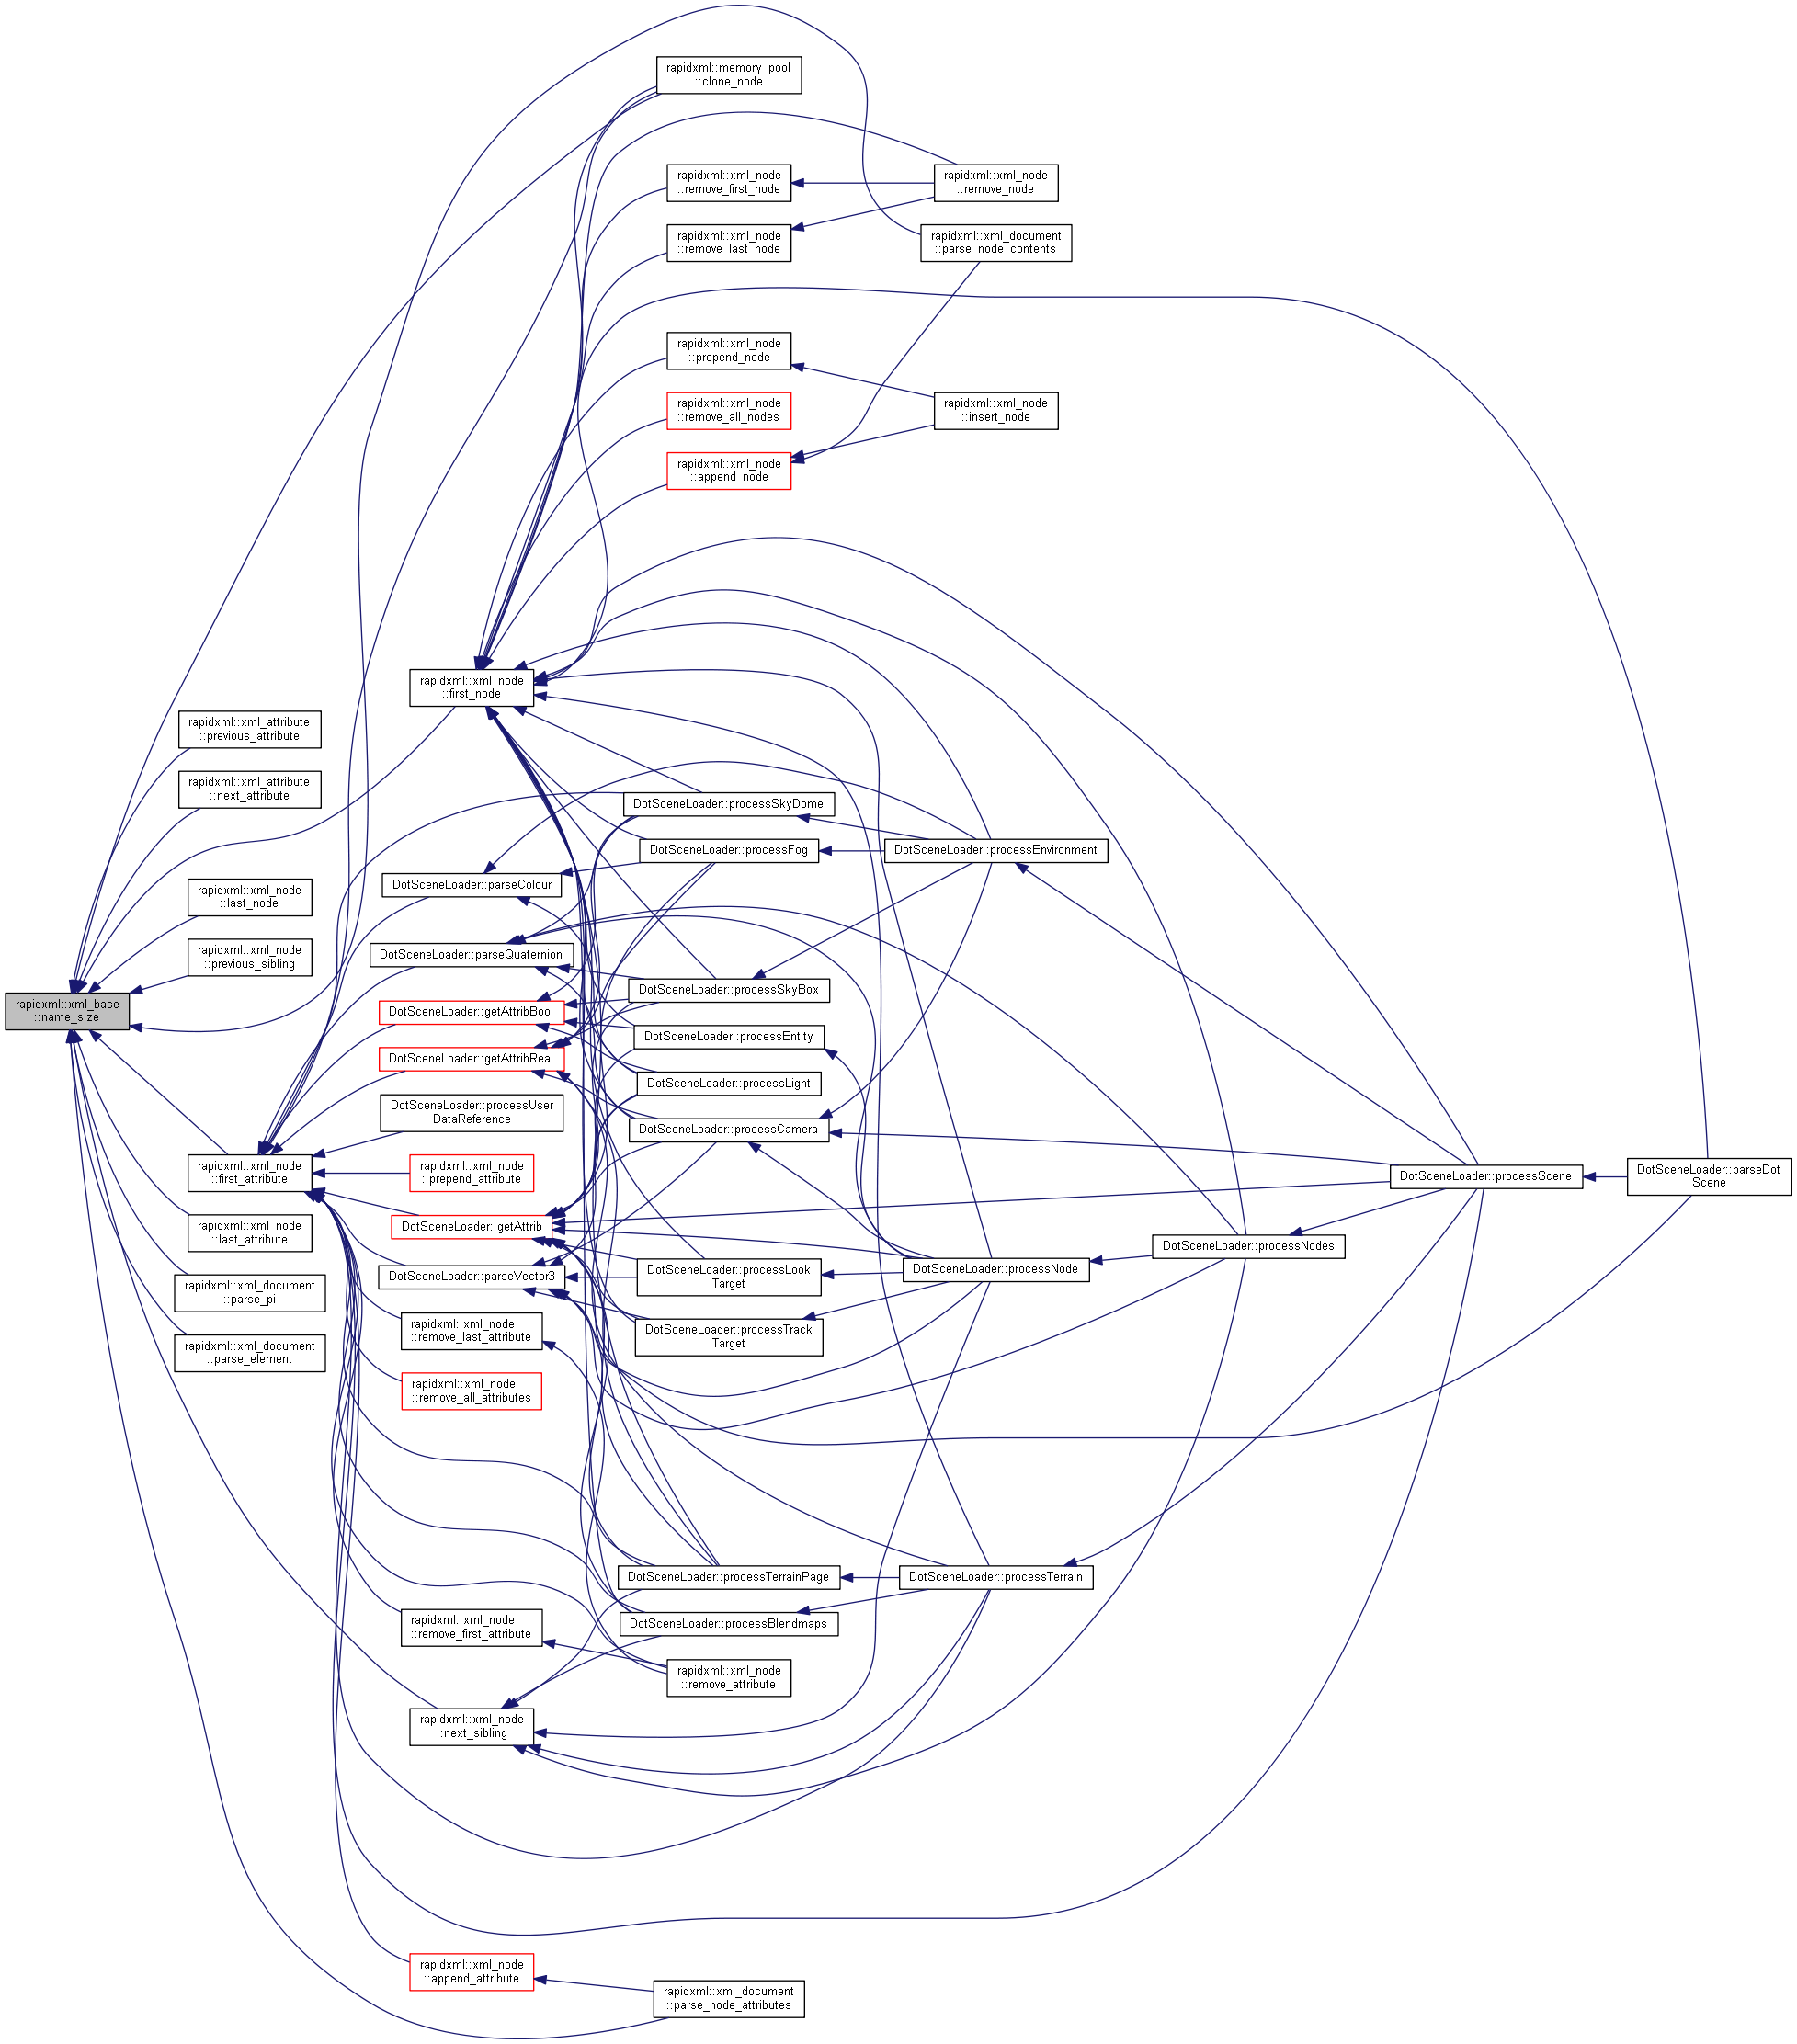 rapidxml::memory_pool
::clone_node
rapidxml::xml_node
::remove_first_node
rapidxml::xml_node
::remove_node
rapidxml::xml_node
::remove_last_node
rapidxml::xml_document
::parse_node_contents
rapidxml::xml_node
::prepend_node
rapidxml::xml_node
::remove_all_nodes
rapidxml::xml_node
::insert_node
rapidxml::xml_node
::append_node
rapidxml::xml_node
::first_node
rapidxml::xml_attribute
::previous_attribute
rapidxml::xml_attribute
::next_attribute
DotSceneLoader::processSkyDome
DotSceneLoader::processFog
DotSceneLoader::processEnvironment
DotSceneLoader::parseColour
rapidxml::xml_node
::last_node
rapidxml::xml_node
::previous_sibling
DotSceneLoader::parseQuaternion
DotSceneLoader::processSkyBox
rapidxml::xml_base
::name_size
DotSceneLoader::getAttribBool
DotSceneLoader::processEntity
DotSceneLoader::getAttribReal
DotSceneLoader::processLight
DotSceneLoader::processUser
DataReference
DotSceneLoader::processCamera
rapidxml::xml_node
::first_attribute
rapidxml::xml_node
::prepend_attribute
DotSceneLoader::processScene
DotSceneLoader::parseDot
Scene
rapidxml::xml_node
::last_attribute
DotSceneLoader::getAttrib
DotSceneLoader::processNodes
DotSceneLoader::parseVector3
DotSceneLoader::processLook
Target
DotSceneLoader::processNode
rapidxml::xml_document
::parse_pi
rapidxml::xml_node
::remove_last_attribute
DotSceneLoader::processTrack
Target
rapidxml::xml_document
::parse_element
rapidxml::xml_node
::remove_all_attributes
DotSceneLoader::processTerrainPage
DotSceneLoader::processTerrain
rapidxml::xml_node
::remove_first_attribute
DotSceneLoader::processBlendmaps
rapidxml::xml_node
::remove_attribute
rapidxml::xml_node
::next_sibling
rapidxml::xml_node
::append_attribute
rapidxml::xml_document
::parse_node_attributes